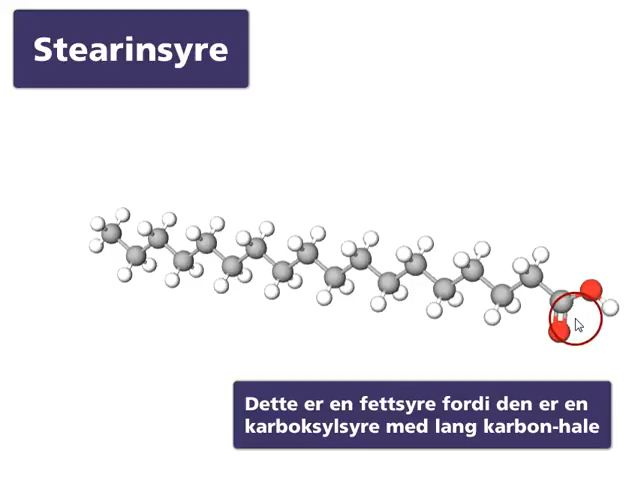 Stearinsyre
Dette er en fettsyre fordi den er en
karboksylsyre med lang karbon-hale